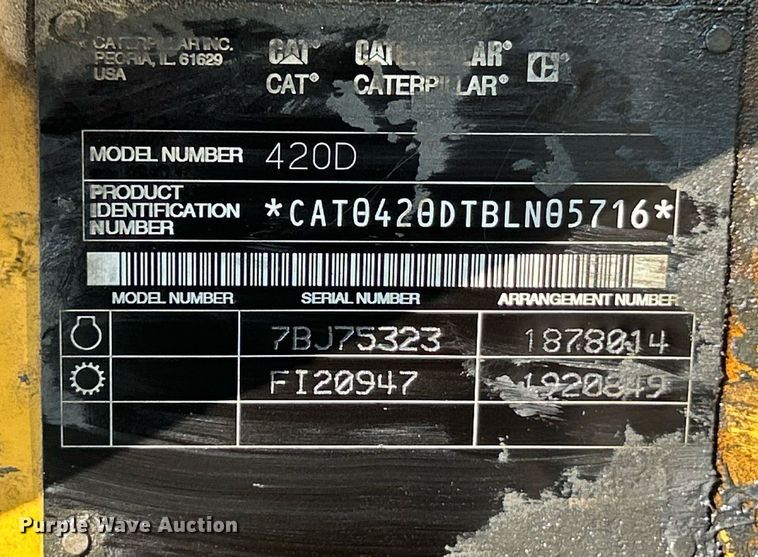 CATERPILLAR INC.
PEORIA, IL. 61629
USA
CAT® CATERPILLAR®
CAT® CATERPILLAR® C®
MODEL NUMBER 420D
PRODUCT
IDENTIFICATION
NUMBER *CAT0420DTBLN05716*
MODEL NUMBER SERIAL NUMBER ARRANGEMENT NUMBER
7BJ75323 1878014
FI20947 1920849
Purple Wave Auction